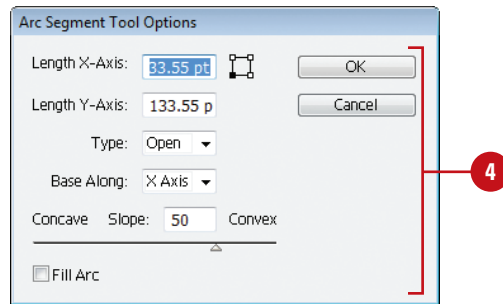 Arc Segment Tool Options
Length X-Axis: 33.55 pt OK
Length Y-Axis: 133.55 p Cancel
Type: Open
Base Along: X Axis
Concave Slope: 50 Convex
Fill Arc
4